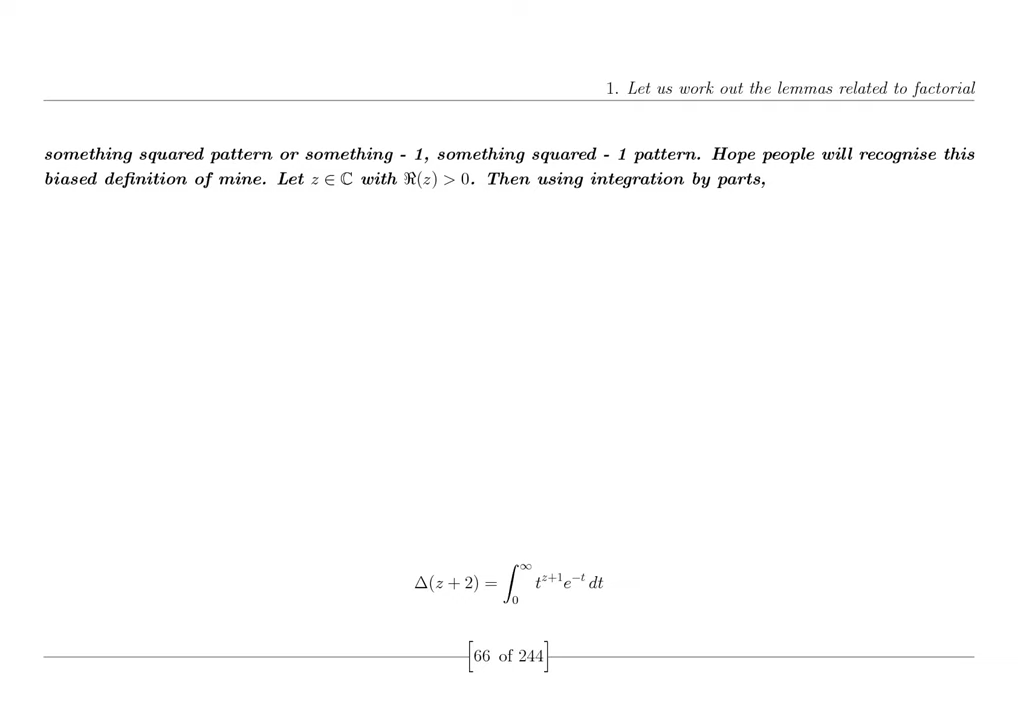 1. Let us work out the lemmas related to factorial
something squared pattern or something - 1, something squared - 1 pattern. Hope people will recognise this
biased definition of mine. Let z ∈ ℂ with ℜ(z) > 0. Then using integration by parts,
Δ(z + 2) = ∫₀^∞ t^{z+1} e^{−t} dt
[66 of 244]